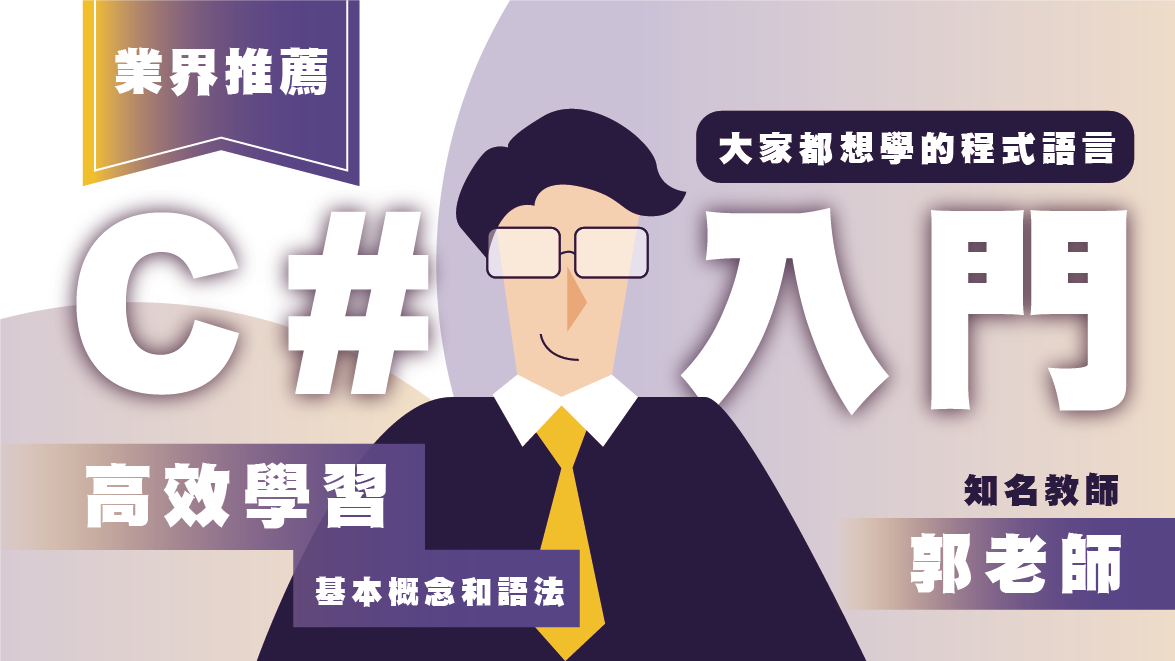 業界推薦
大家都想學的程式語言
C# 入門
高效學習
基本概念和語法
知名教師
郭老師